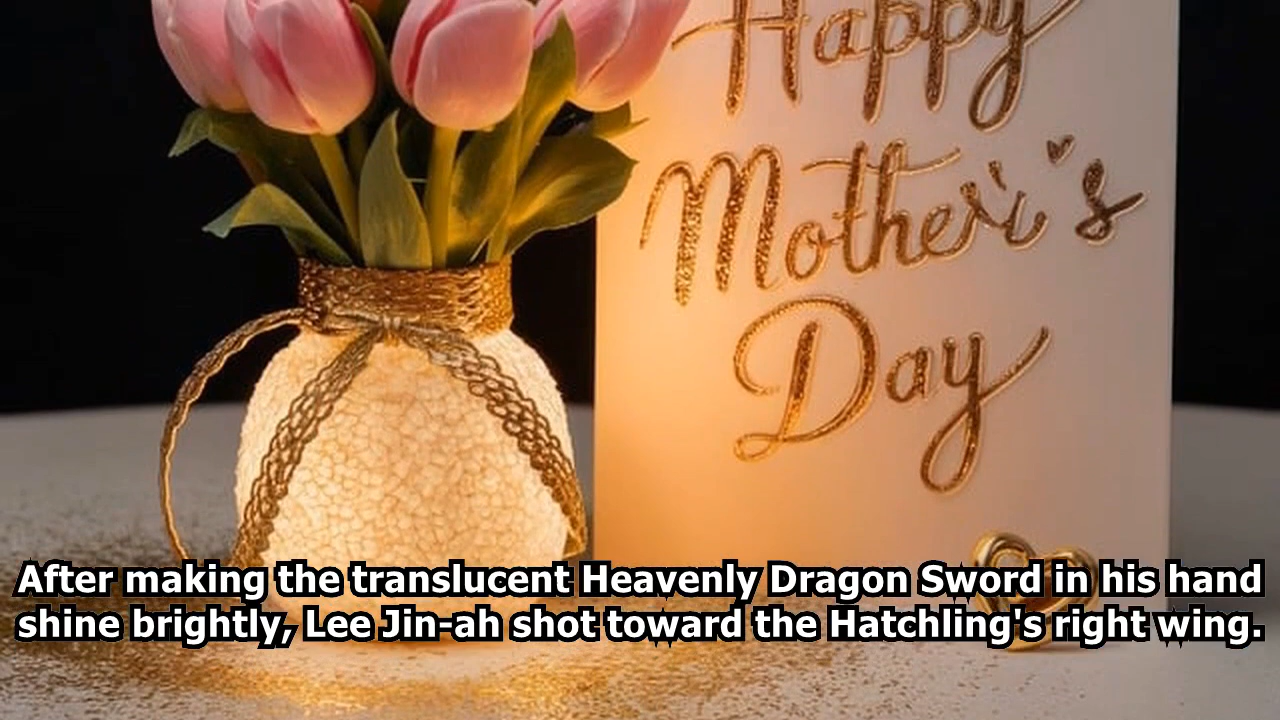 Happy
Mother's
Day
After making the translucent Heavenly Dragon Sword in his hand
shine brightly, Lee Jin-ah shot toward the Hatchling's right wing.